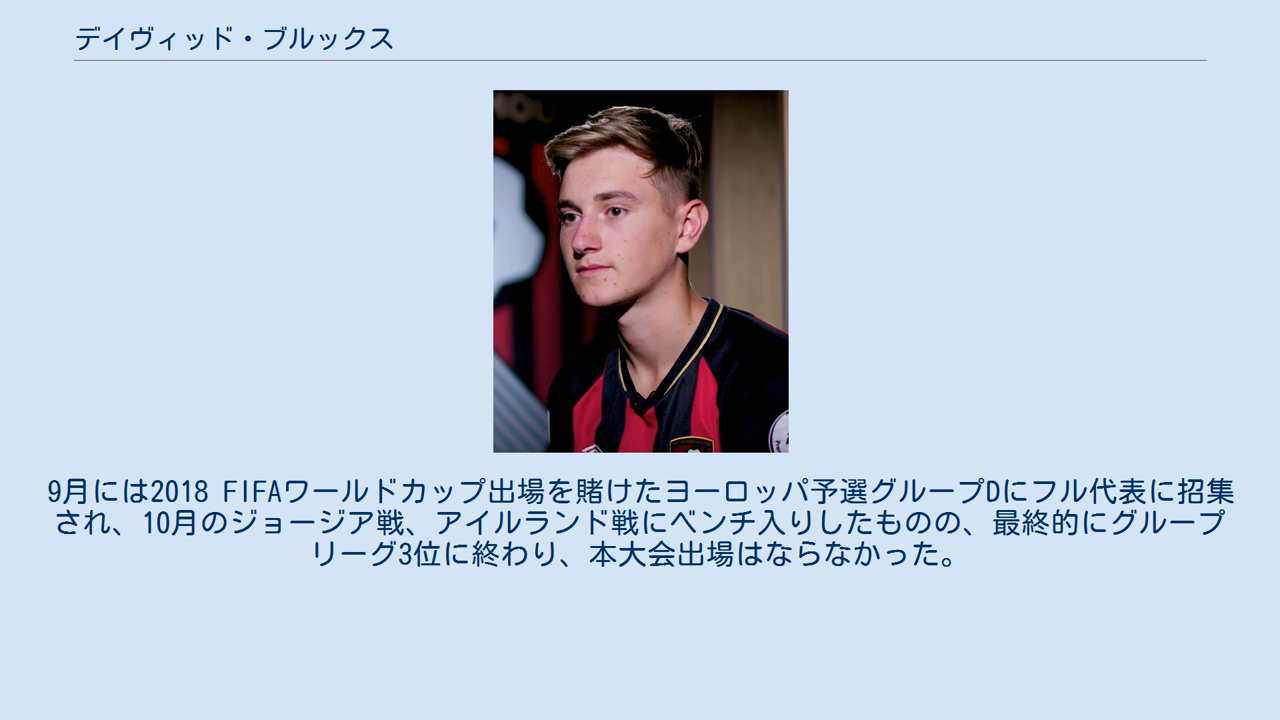 デイヴィッド・ブルックス
9月には2018 FIFAワールドカップ出場を賭けたヨーロッパ予選グループDにフル代表に招集
され、10月のジョージア戦、アイルランド戦にベンチ入りしたものの、最終的にグループ
リーグ3位に終わり、本大会出場はならなかった。